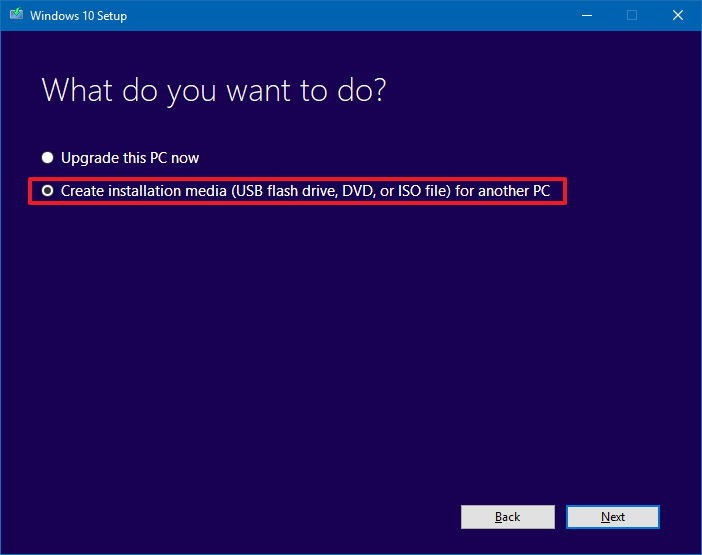 Windows 10 Setup
What do you want to do?
Upgrade this PC now
Create installation media (USB flash drive, DVD, or ISO file) for another PC
Back
Next